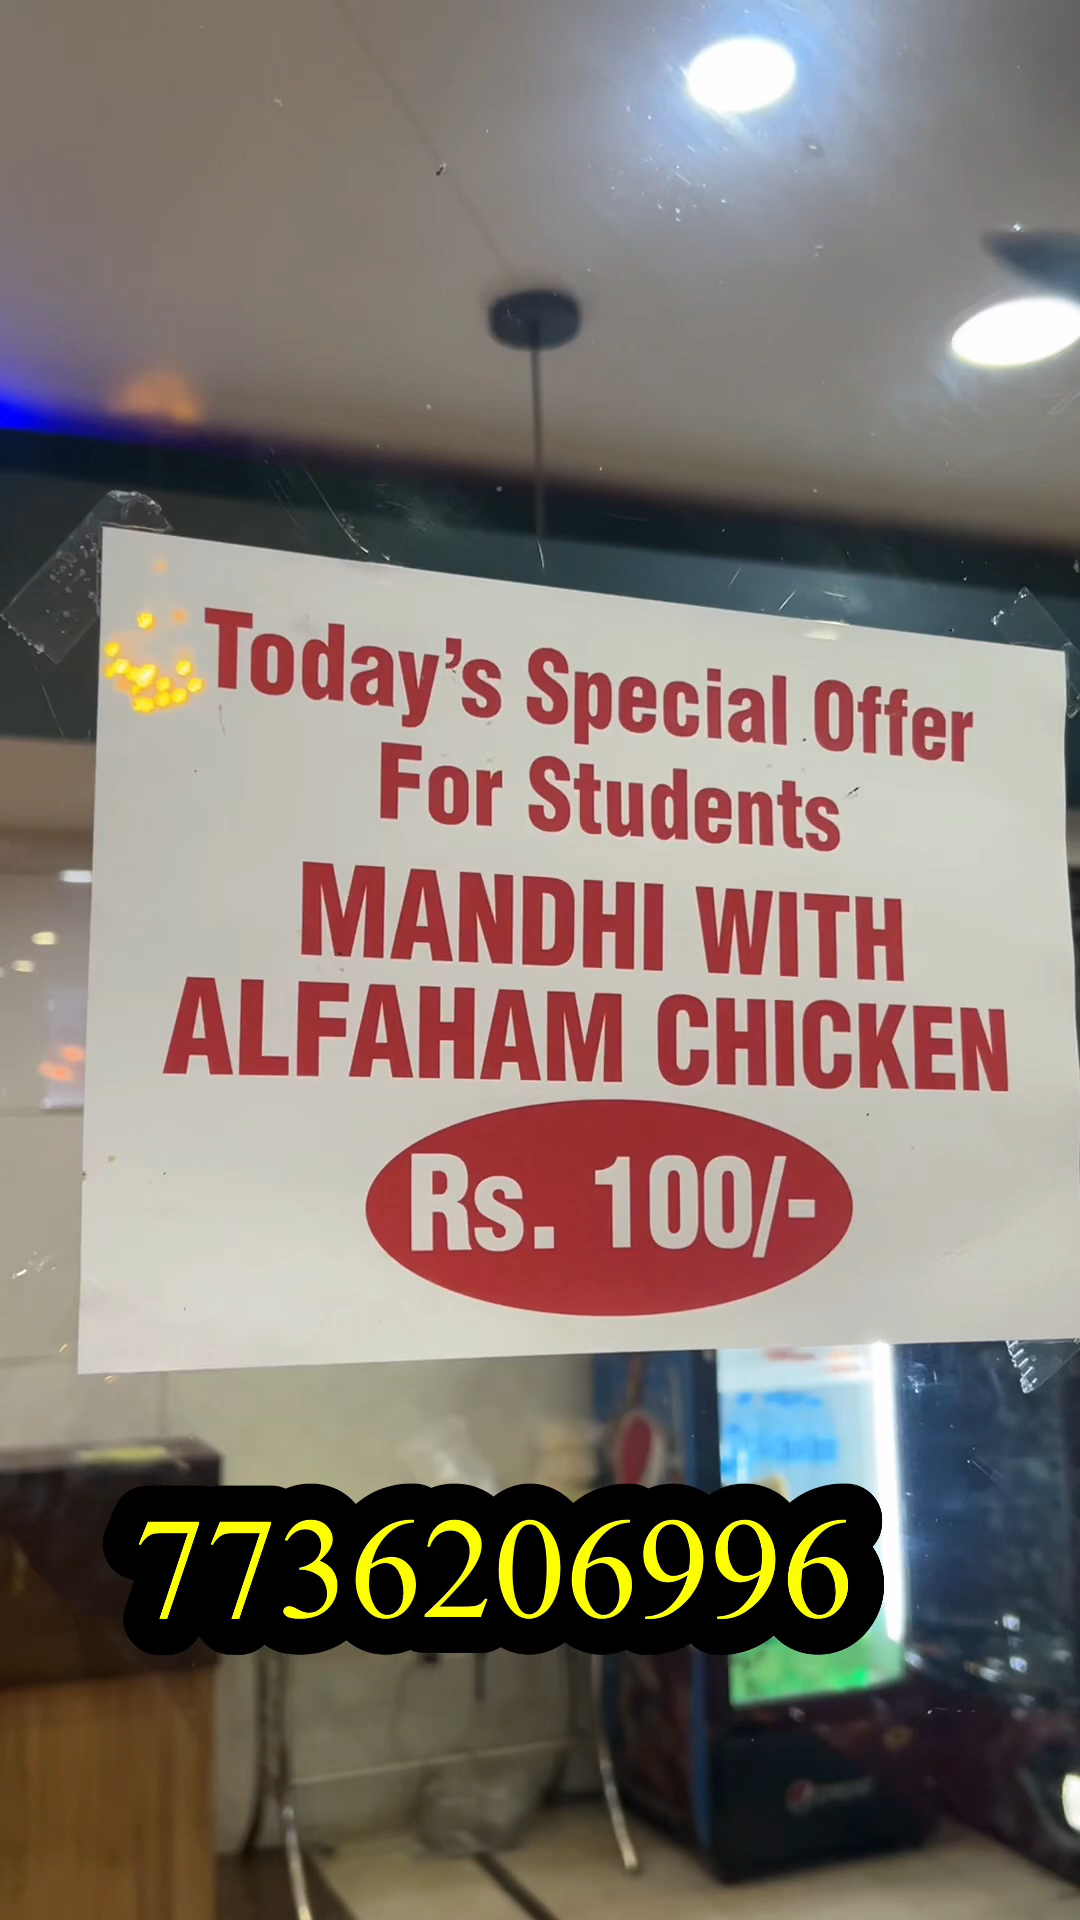 Today's Special Offer
For Students
MANDHI WITH
ALFAHAM CHICKEN
Rs. 100/-
7736206996